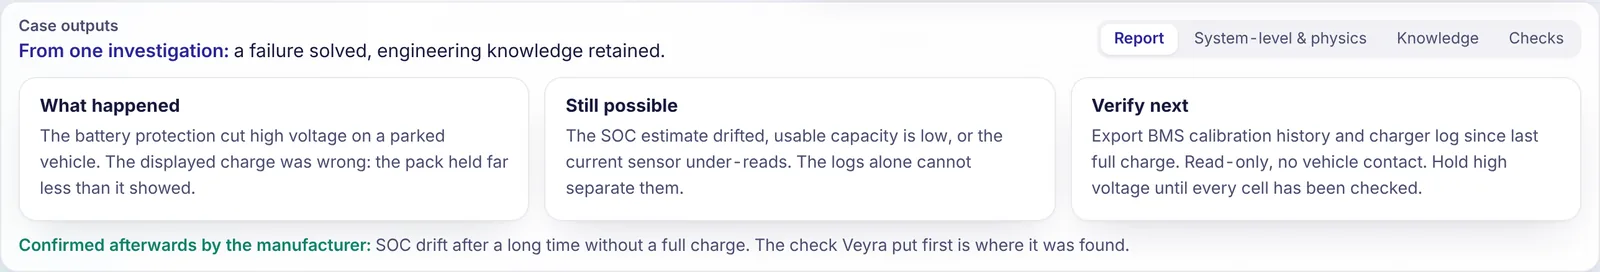 Case outputs
From one investigation: a failure solved, engineering knowledge retained.
Report System-level & physics Knowledge Checks
What happened
The battery protection cut high voltage on a parked
vehicle. The displayed charge was wrong: the pack held far
less than it showed.
Still possible
The SOC estimate drifted, usable capacity is low, or the
current sensor under-reads. The logs alone cannot
separate them.
Verify next
Export BMS calibration history and charger log since last
full charge. Read-only, no vehicle contact. Hold high
voltage until every cell has been checked.
Confirmed afterwards by the manufacturer: SOC drift after a long time without a full charge. The check Veyra put first is where it was found.